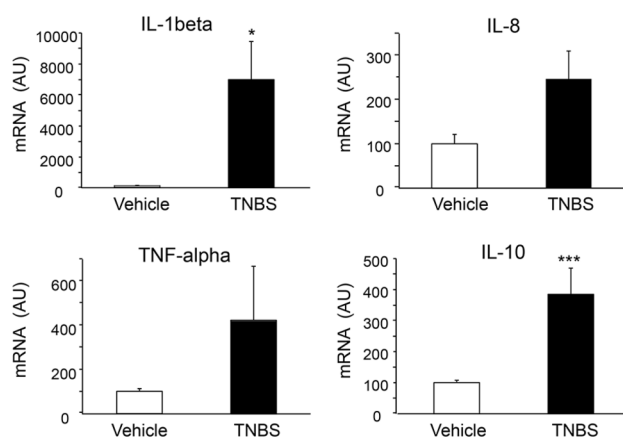 IL-1beta
mRNA (AU)
10000
8000
6000
4000
2000
0
*
Vehicle TNBS
IL-8
mRNA (AU)
300
200
100
0
Vehicle TNBS
TNF-alpha
mRNA (AU)
600
400
200
0
Vehicle TNBS
IL-10
mRNA (AU)
500
400
300
200
100
0
***
Vehicle TNBS